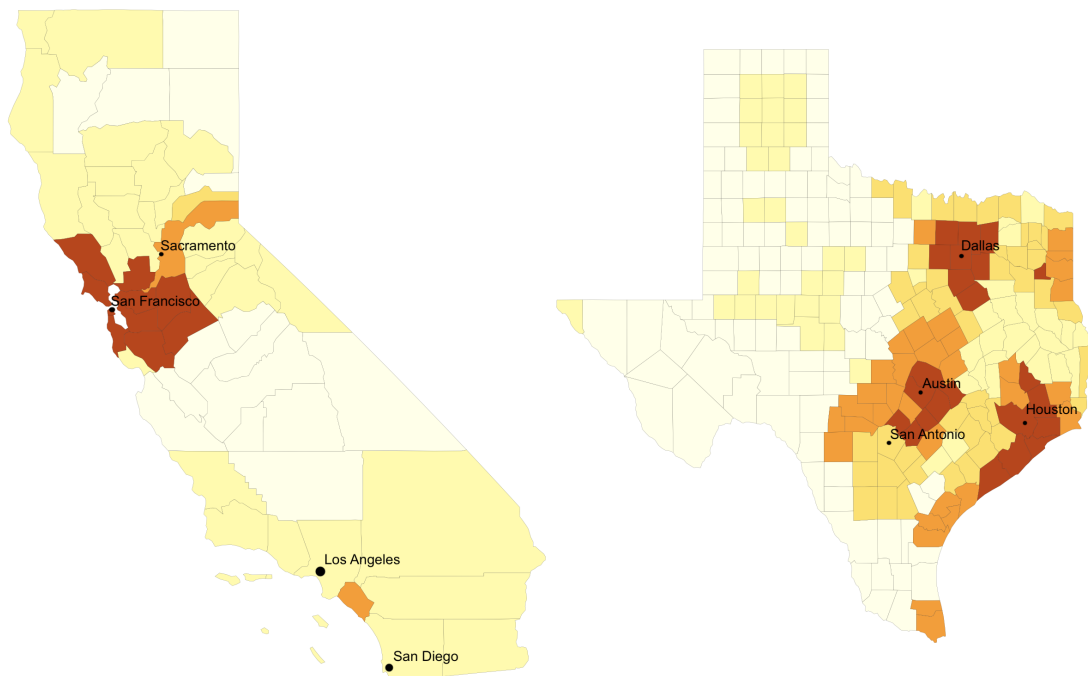 Sacramento
San Francisco
Los Angeles
San Diego
Dallas
Austin
Houston
San Antonio